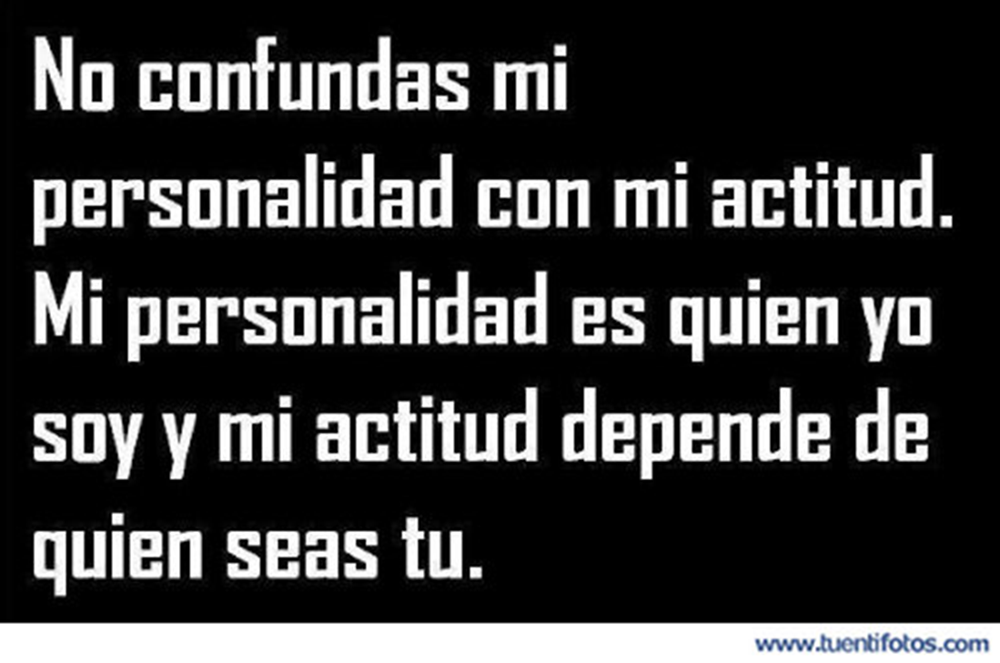 No confundas mi
personalidad con mi actitud.
Mi personalidad es quien yo
soy y mi actitud depende de
quien seas tu.
www.tuentifotos.com